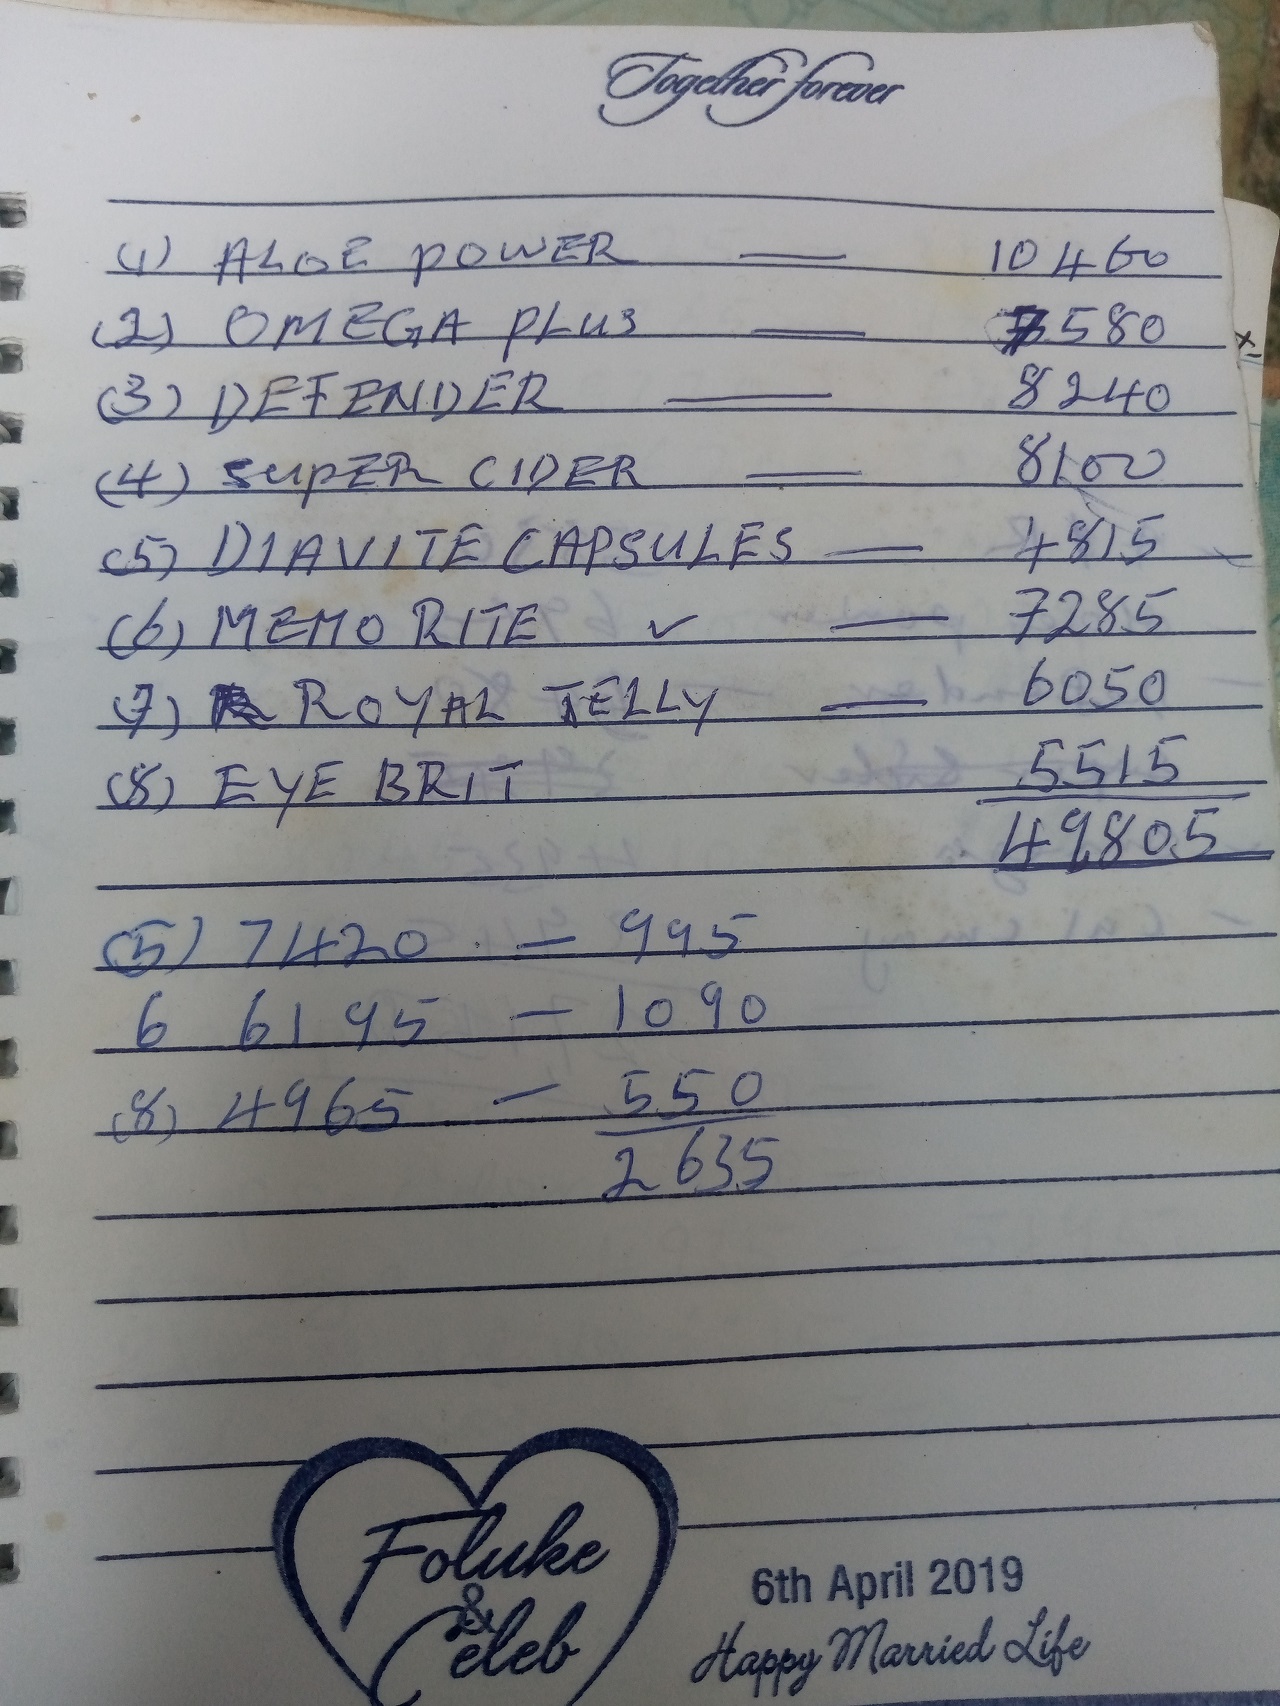 Together forever
(1) ALOE POWER — 10460
(2) OMEGA PLUS —
(3) DEFENDER — 8240
(4) SUPER CIDER — 8100
(5) DIAVITE CAPSULES — 4815
(6) MEMO RITE ✓ — 7285
(7) ROYAL JELLY — 6050
(8) EYE BRIT 5515
49805
(5) 7420 — 995
6 6195 — 1090
(8) 4965 — 550
2635
Foluke
&
Celeb
6th April 2019
Happy Married Life